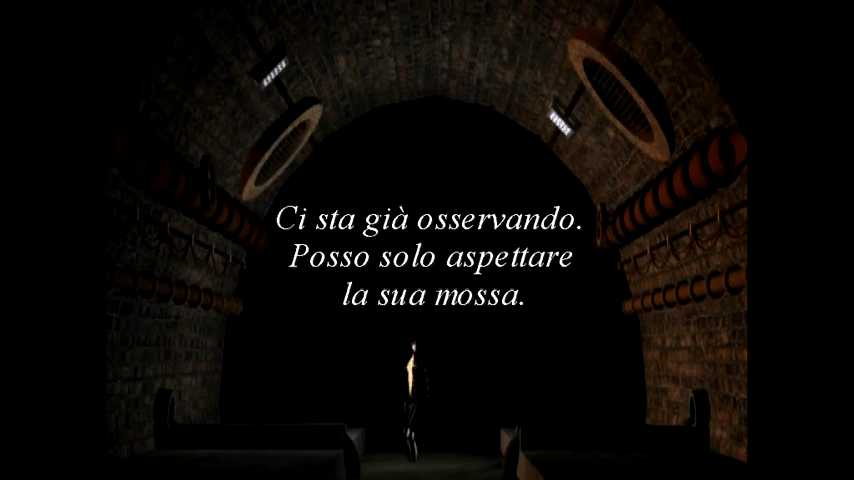 Ci sta già osservando.
Posso solo aspettare
la sua mossa.